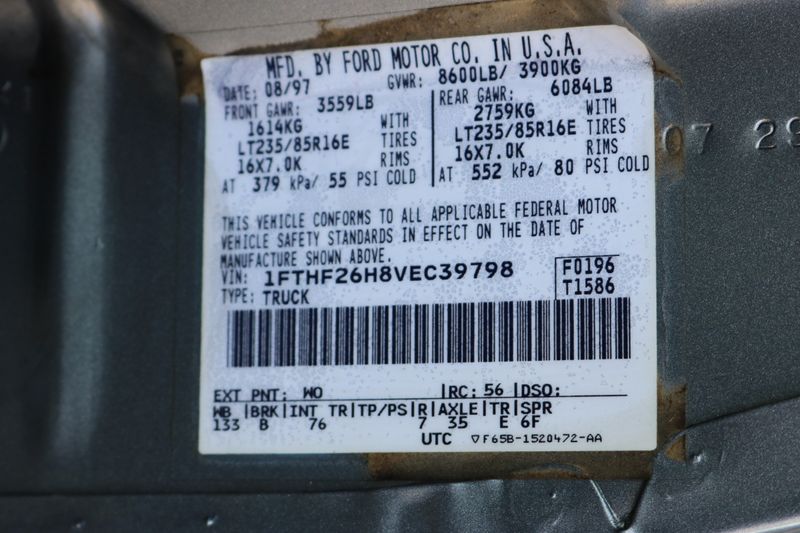 MFD. BY FORD MOTOR CO. IN U.S.A.
DATE: 08/97 GVWR: 8600LB/ 3900KG
FRONT GAWR: 3559LB REAR GAWR: 6084LB
1614KG WITH 2759KG WITH
LT235/85R16E TIRES LT235/85R16E TIRES
16X7.0K RIMS 16X7.0K RIMS
AT 379 kPa/ 55 PSI COLD AT 552 kPa/ 80 PSI COLD
THIS VEHICLE CONFORMS TO ALL APPLICABLE FEDERAL MOTOR
VEHICLE SAFETY STANDARDS IN EFFECT ON THE DATE OF
MANUFACTURE SHOWN ABOVE.
VIN: 1FTHF26H8VEC39798 F0196
TYPE: TRUCK T1586
EXT PNT: WO |RC: 56 |DSO:
WB |BRK|INT TR|TP/PS|R|AXLE|TR|SPR
133 B 76 7 35 E 6F
UTC ▽F65B-1520472-AA
07 29